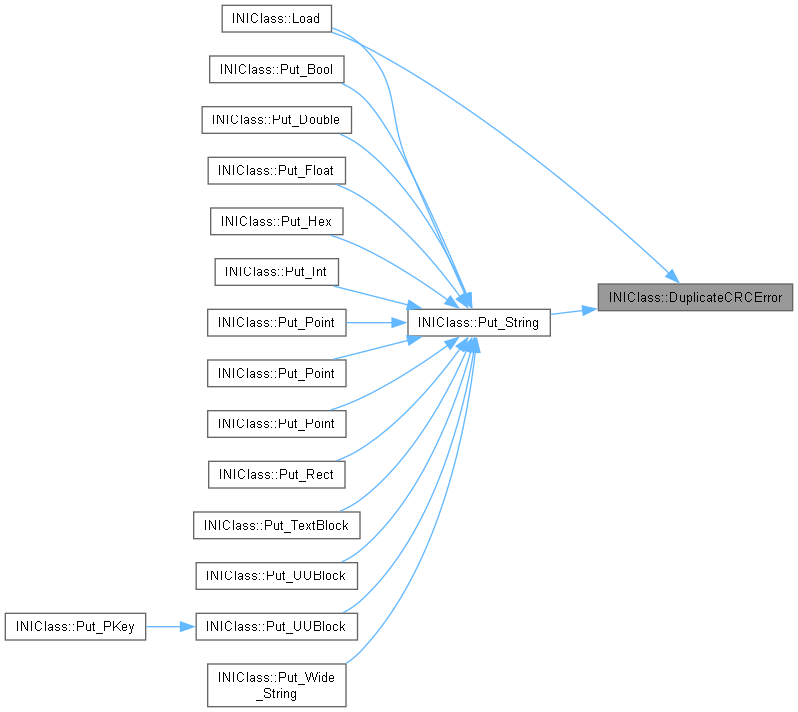 INIClass::Load
INIClass::Put_Bool
INIClass::Put_Double
INIClass::Put_Float
INIClass::Put_Hex
INIClass::Put_Int
INIClass::DuplicateCRCError
INIClass::Put_Point
INIClass::Put_String
INIClass::Put_Point
INIClass::Put_Point
INIClass::Put_Rect
INIClass::Put_TextBlock
INIClass::Put_UUBlock
INIClass::Put_PKey
INIClass::Put_UUBlock
INIClass::Put_Wide
_String